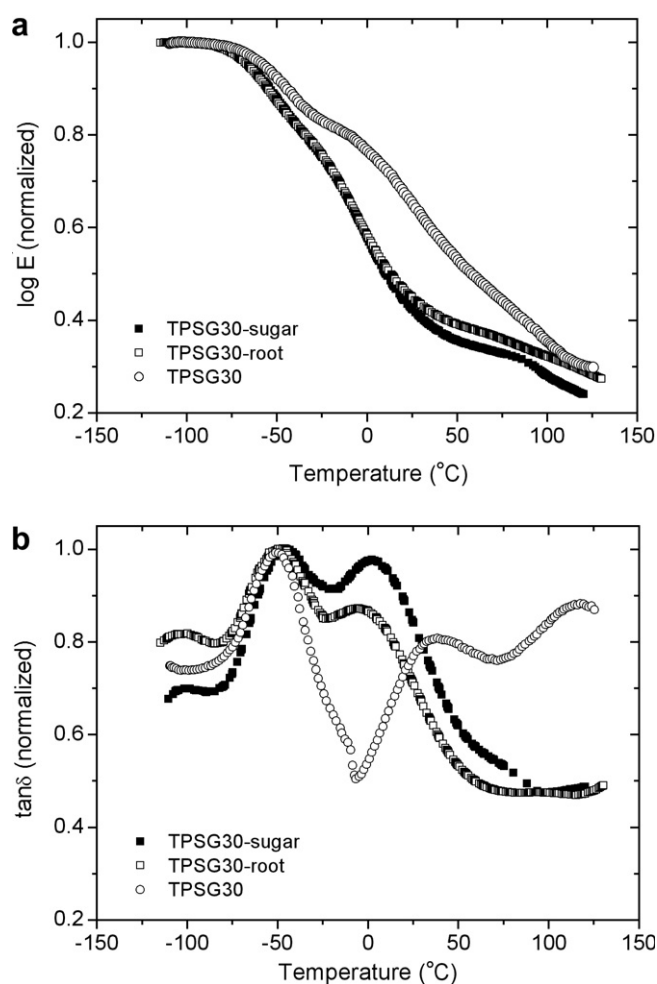 a
1.0
0.8
0.6
0.4
0.2
log E' (normalized)
TPSG30-sugar
TPSG30-root
TPSG30
-150 -100 -50 0 50 100 150
Temperature (°C)
b
1.0
0.8
0.6
0.4
0.2
tanδ (normalized)
TPSG30-sugar
TPSG30-root
TPSG30
-150 -100 -50 0 50 100 150
Temperature (°C)